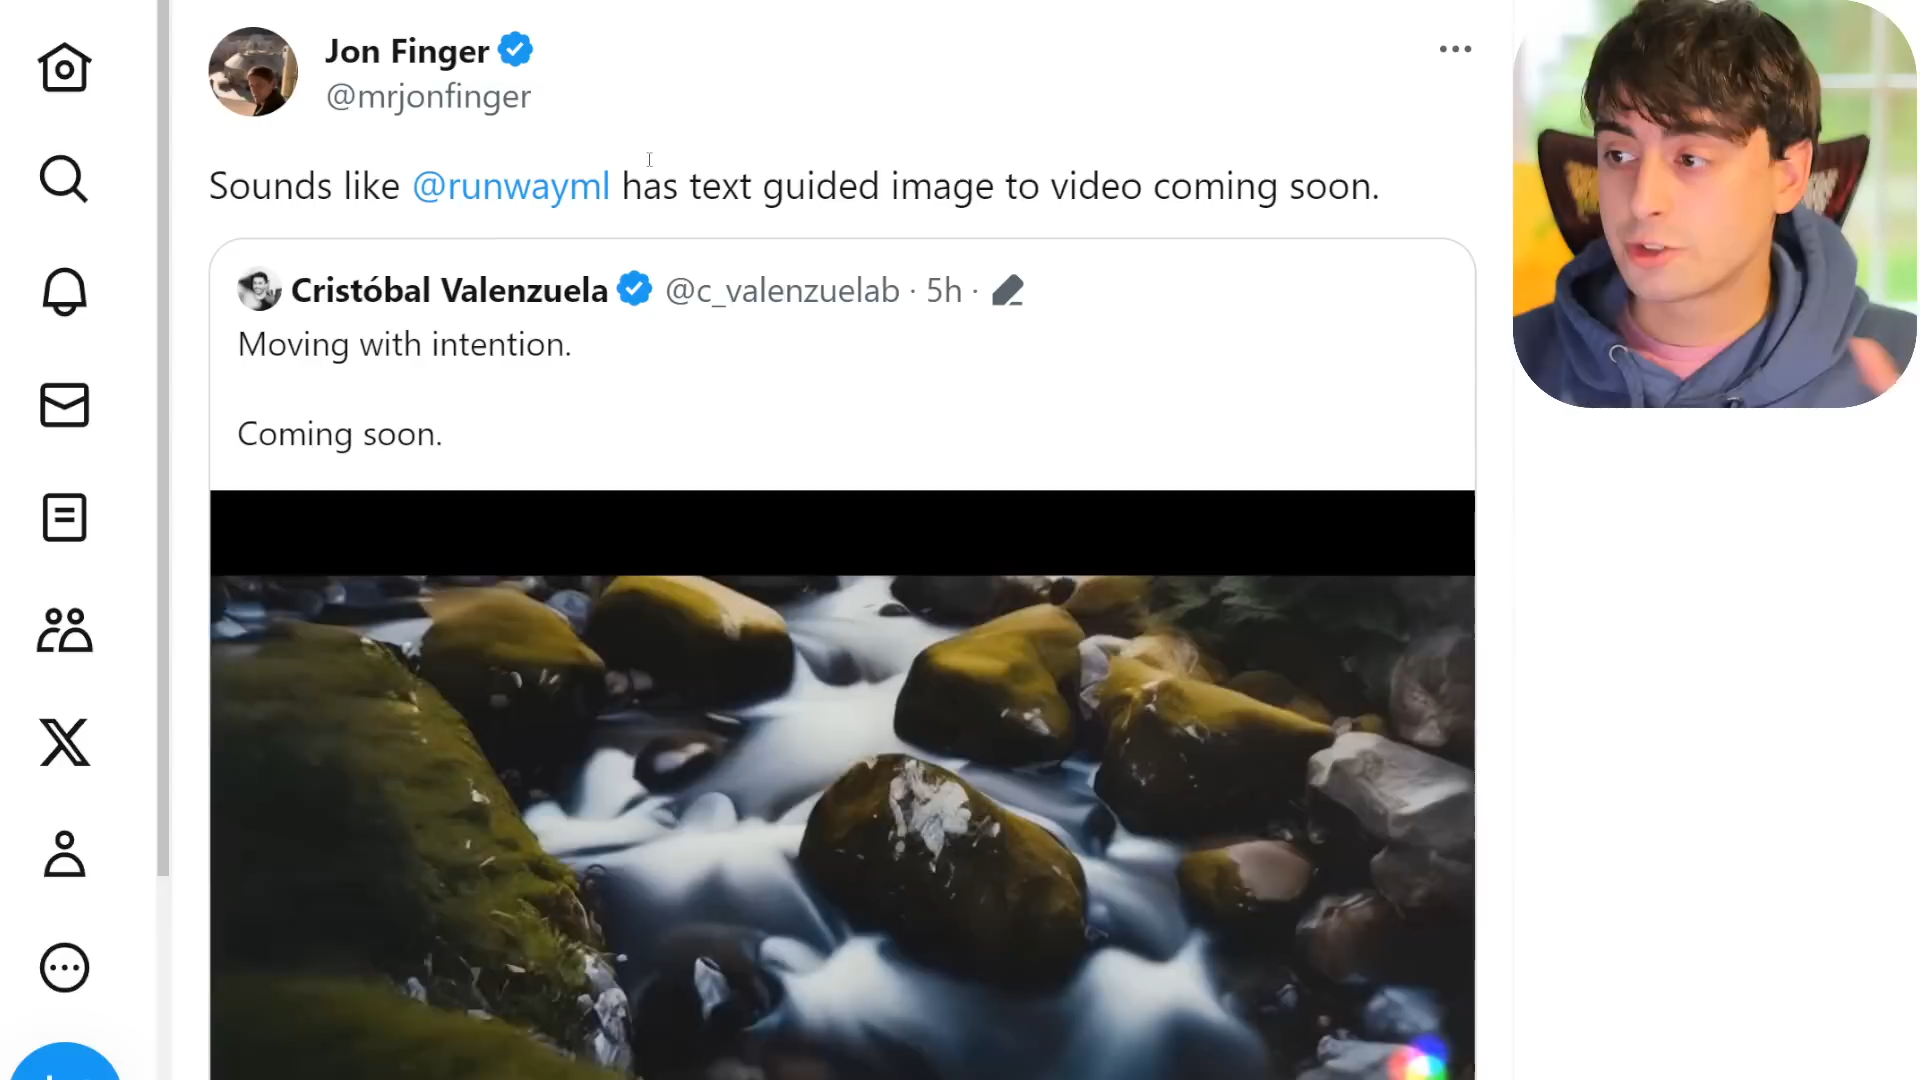 Jon Finger
@mrjonfinger
Sounds like @runwayml has text guided image to video coming soon.
Cristóbal Valenzuela @c_valenzuelab · 5h ·
Moving with intention.
Coming soon.